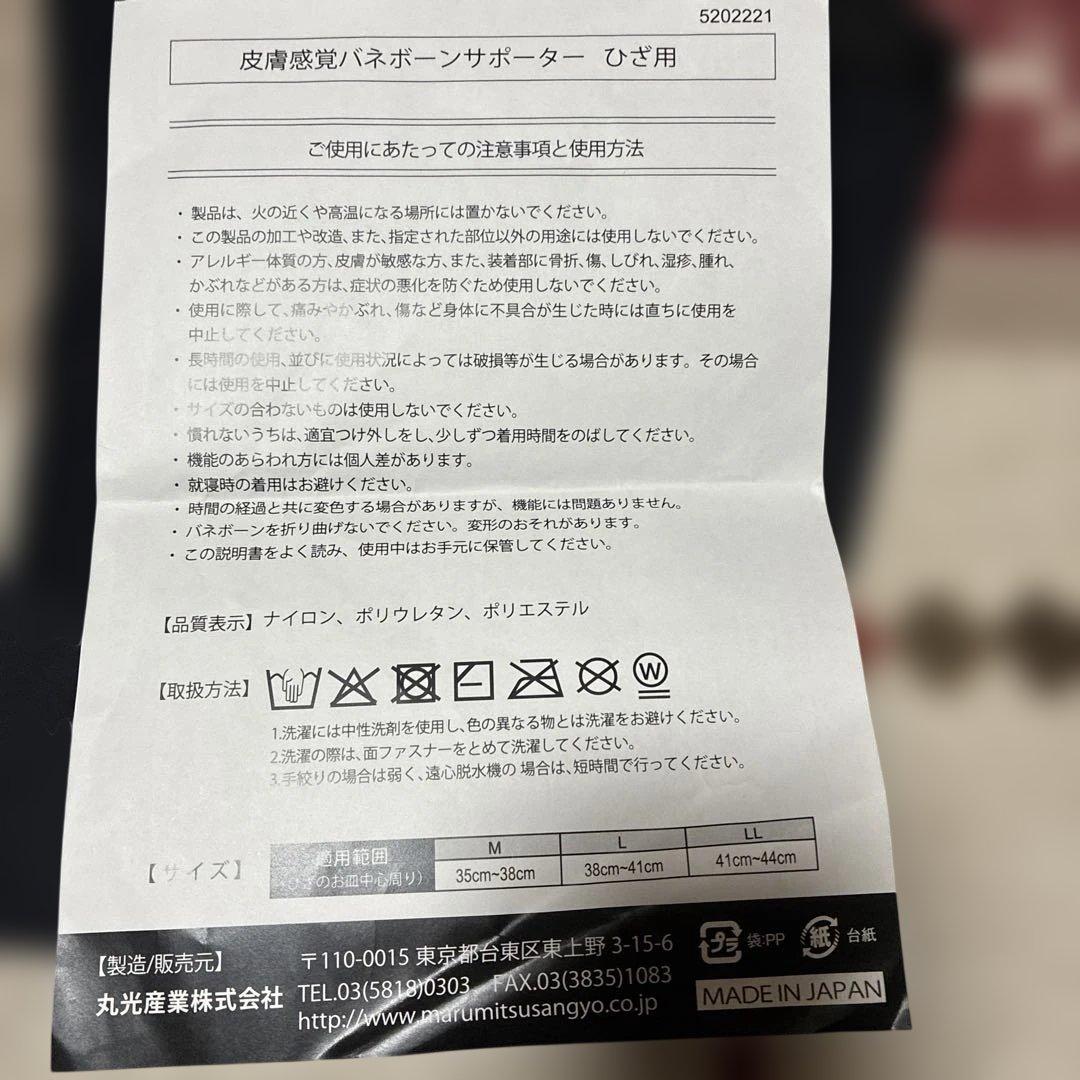 5202221
皮膚感覚バネボーンサポーター ひざ用
ご使用にあたっての注意事項と使用方法
・製品は、火の近くや高温になる場所には置かないでください。
・この製品の加工や改造、また、指定された部位以外の用途には使用しないでください。
・アレルギー体質の方、皮膚が敏感な方、また、装着部に骨折、傷、しびれ、湿疹、腫れ、
かぶれなどがある方は、症状の悪化を防ぐため使用しないでください。
・使用に際して、痛みやかぶれ、傷など身体に不具合が生じた時には直ちに使用を
中止してください。
・長時間の使用、並びに使用状況によっては破損等が生じる場合があります。その場合
には使用を中止してください。
・サイズの合わないものは使用しないでください。
・慣れないうちは、適宜つけ外しをし、少しずつ着用時間をのばしてください。
・機能のあらわれ方には個人差があります。
・就寝時の着用はお避けください。
・時間の経過と共に変色する場合がありますが、機能には問題ありません。
・バネボーンを折り曲げないでください。変形のおそれがあります。
・この説明書をよく読み、使用中はお手元に保管してください。
【品質表示】ナイロン、ポリウレタン、ポリエステル
【取扱方法】
W
1.洗濯には中性洗剤を使用し、色の異なる物とは洗濯をお避けください。
2.洗濯の際は、面ファスナーをとめて洗濯してください。
3.手絞りの場合は弱く、遠心脱水機の 場合は、短時間で行ってください。
【サイズ】
適用範囲
(ひざのお皿中心周り)
M L LL
35cm~38cm 38cm~41cm 41cm~44cm
【製造/販売元】
丸光産業株式会社
〒110-0015 東京都台東区東上野 3-15-6
TEL.03(5818)0303 FAX.03(3835)1083
http://www.marumitsusangyo.co.jp
プラ 袋:PP 紙 台紙
MADE IN JAPAN